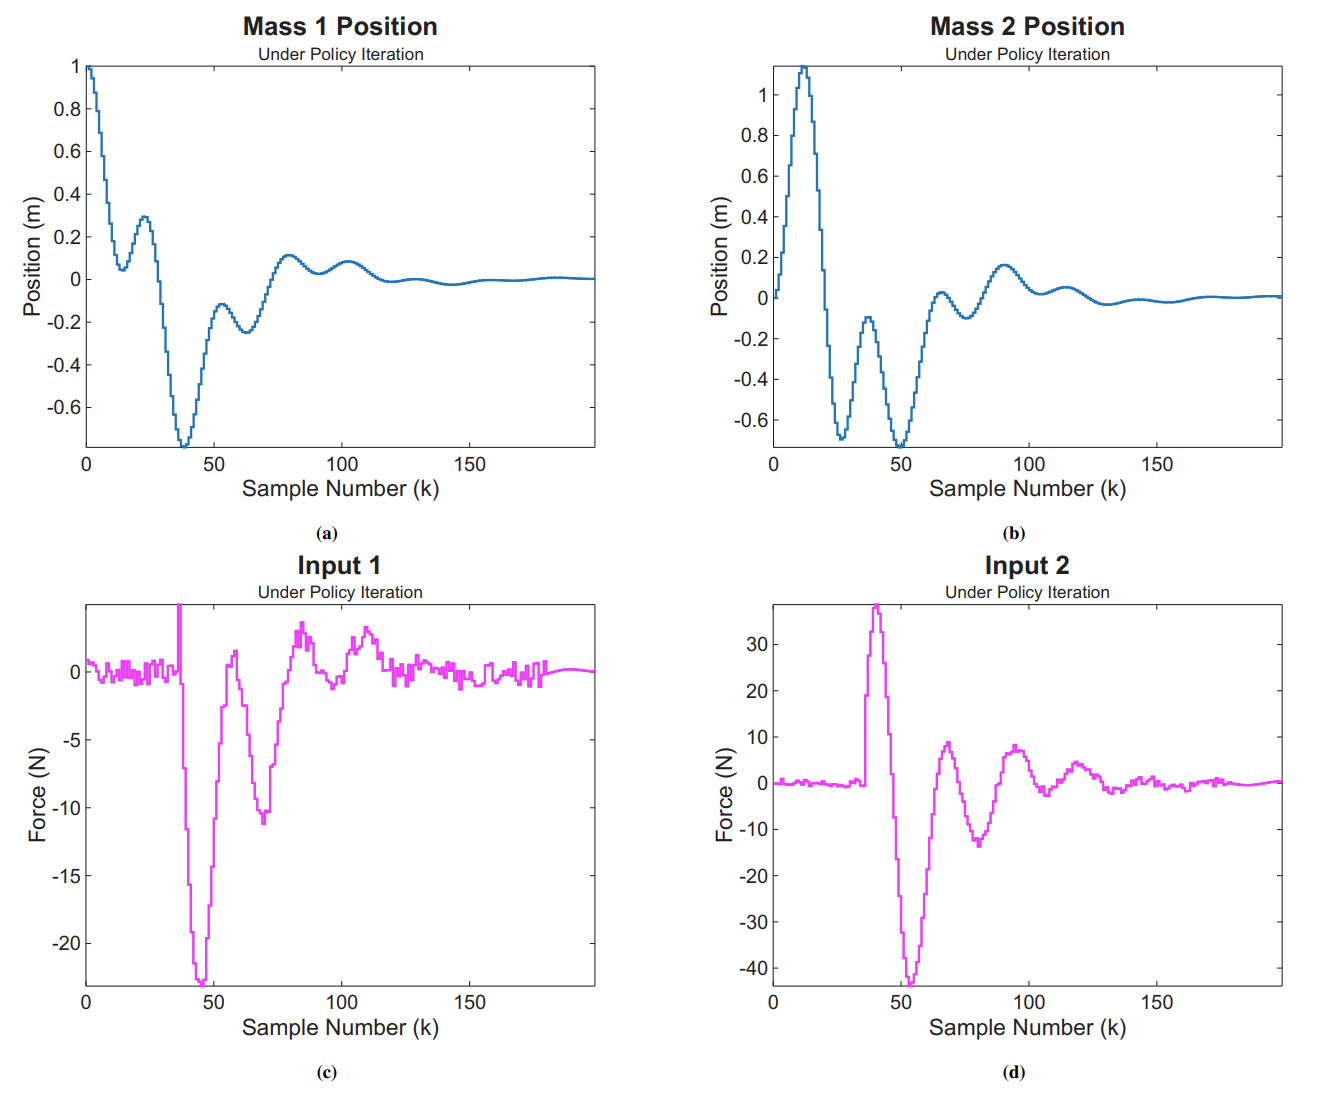 Mass 1 Position
Under Policy Iteration
1
0.8
0.6
0.4
0.2
0
-0.2
-0.4
-0.6
Position (m)
0 50 100 150
Sample Number (k)
(a)
Mass 2 Position
Under Policy Iteration
1
0.8
0.6
0.4
0.2
0
-0.2
-0.4
-0.6
Position (m)
0 50 100 150
Sample Number (k)
(b)
Input 1
Under Policy Iteration
0
-5
-10
-15
-20
Force (N)
0 50 100 150
Sample Number (k)
(c)
Input 2
Under Policy Iteration
30
20
10
0
-10
-20
-30
-40
Force (N)
0 50 100 150
Sample Number (k)
(d)